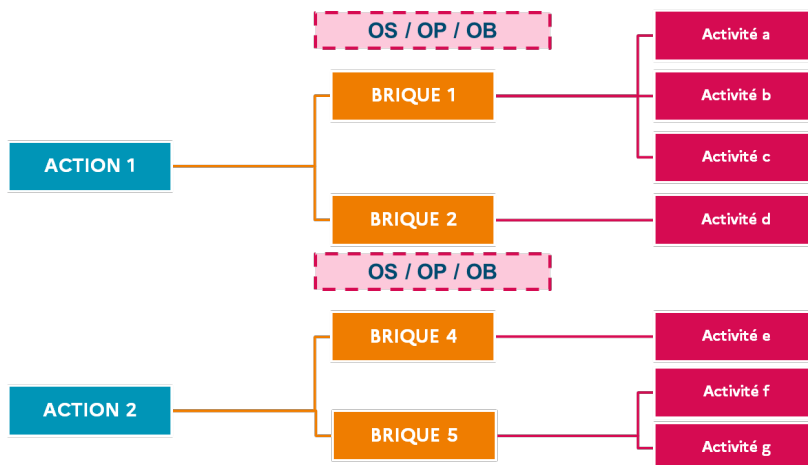 OS / OP / OB
Activité a
BRIQUE 1
Activité b
ACTION 1
Activité c
BRIQUE 2
Activité d
OS / OP / OB
BRIQUE 4
Activité e
ACTION 2
Activité f
BRIQUE 5
Activité g